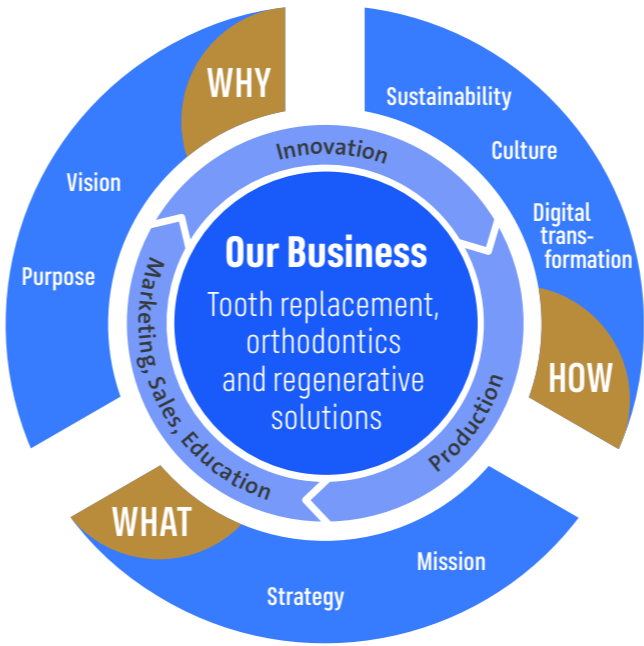 WHY
Vision
Purpose
Sustainability
Culture
Digital
trans-
formation
HOW
Innovation
Production
Marketing, Sales, Education
Our Business
Tooth replacement,
orthodontics
and regenerative
solutions
WHAT
Strategy
Mission